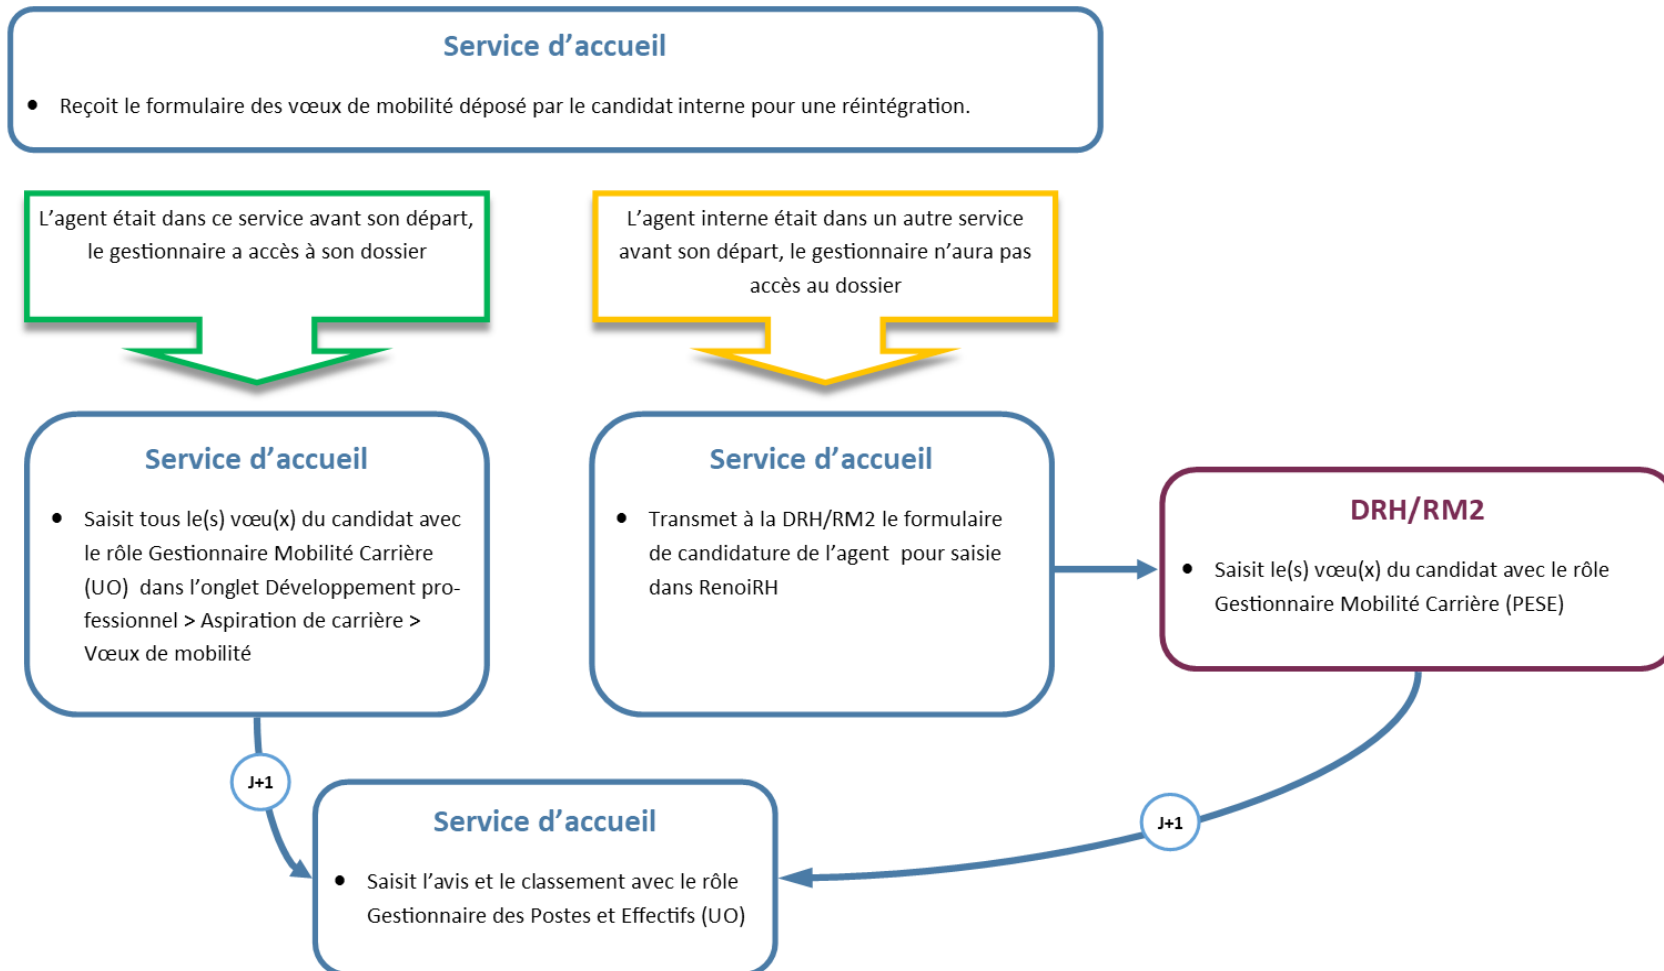 Service d’accueil
• Reçoit le formulaire des vœux de mobilité déposé par le candidat interne pour une réintégration.
L’agent était dans ce service avant son départ,
le gestionnaire a accès à son dossier
L’agent interne était dans un autre service
avant son départ, le gestionnaire n’aura pas
accès au dossier
Service d’accueil
• Saisit tous le(s) vœu(x) du candidat avec
le rôle Gestionnaire Mobilité Carrière
(UO) dans l’onglet Développement pro-
fessionnel > Aspiration de carrière >
Vœux de mobilité
Service d’accueil
• Transmet à la DRH/RM2 le formulaire
de candidature de l’agent pour saisie
dans RenoiRH
DRH/RM2
• Saisit le(s) vœu(x) du candidat avec le rôle
Gestionnaire Mobilité Carrière (PESE)
J+1
J+1
Service d’accueil
• Saisit l’avis et le classement avec le rôle
Gestionnaire des Postes et Effectifs (UO)